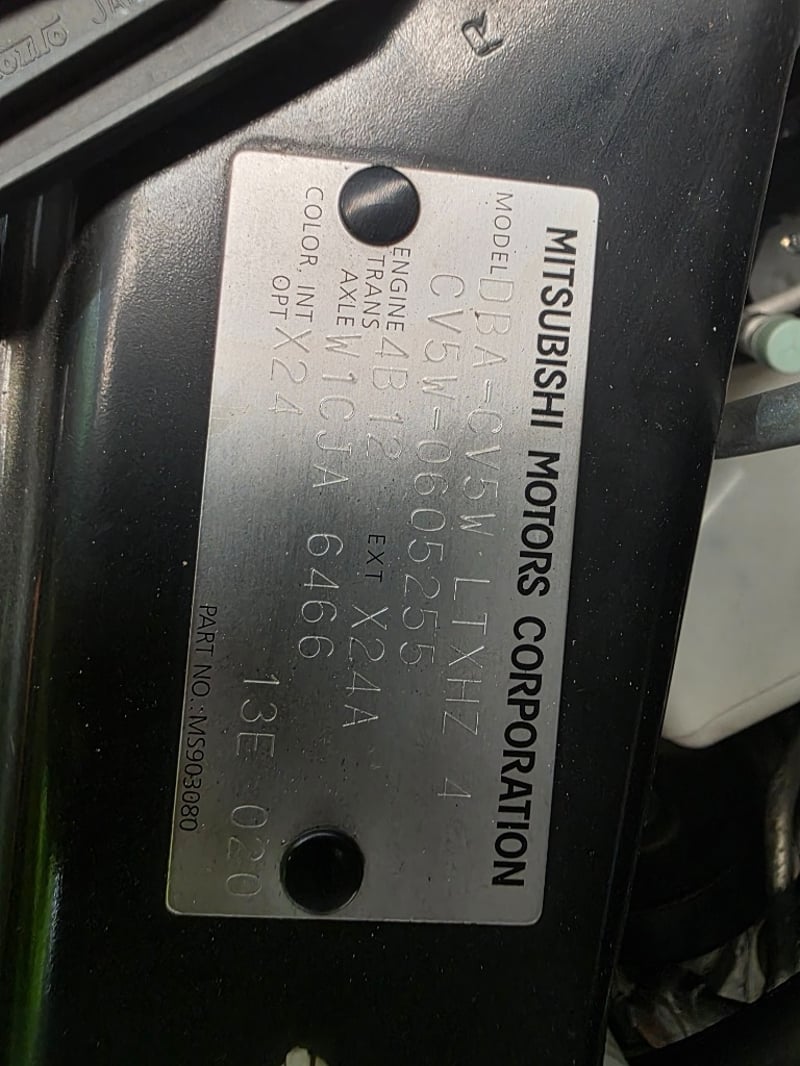 MITSUBISHI MOTORS CORPORATION
MODEL DBA-CV5W LTXHZ 4
CV5W-0605255
ENGINE 4B12 EXT X24A
TRANS AXLE W1CJA 6466
COLOR, INT OPT X24
13E 020
PART NO.:MS903080
R